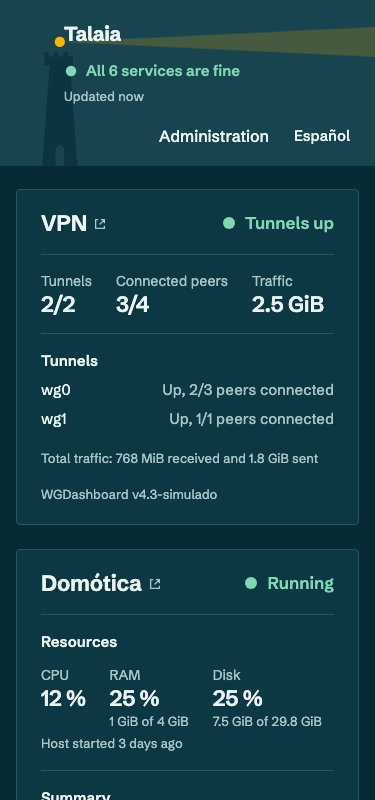 Talaia
All 6 services are fine
Updated now
Administration Español
VPN Tunnels up
Tunnels Connected peers Traffic
2/2 3/4 2.5 GiB
Tunnels
wg0 Up, 2/3 peers connected
wg1 Up, 1/1 peers connected
Total traffic: 768 MiB received and 1.8 GiB sent
WGDashboard v4.3-simulado
Domótica Running
Resources
CPU RAM Disk
12 % 25 % 25 %
1 GiB of 4 GiB 7.5 GiB of 29.8 GiB
Host started 3 days ago
Summary